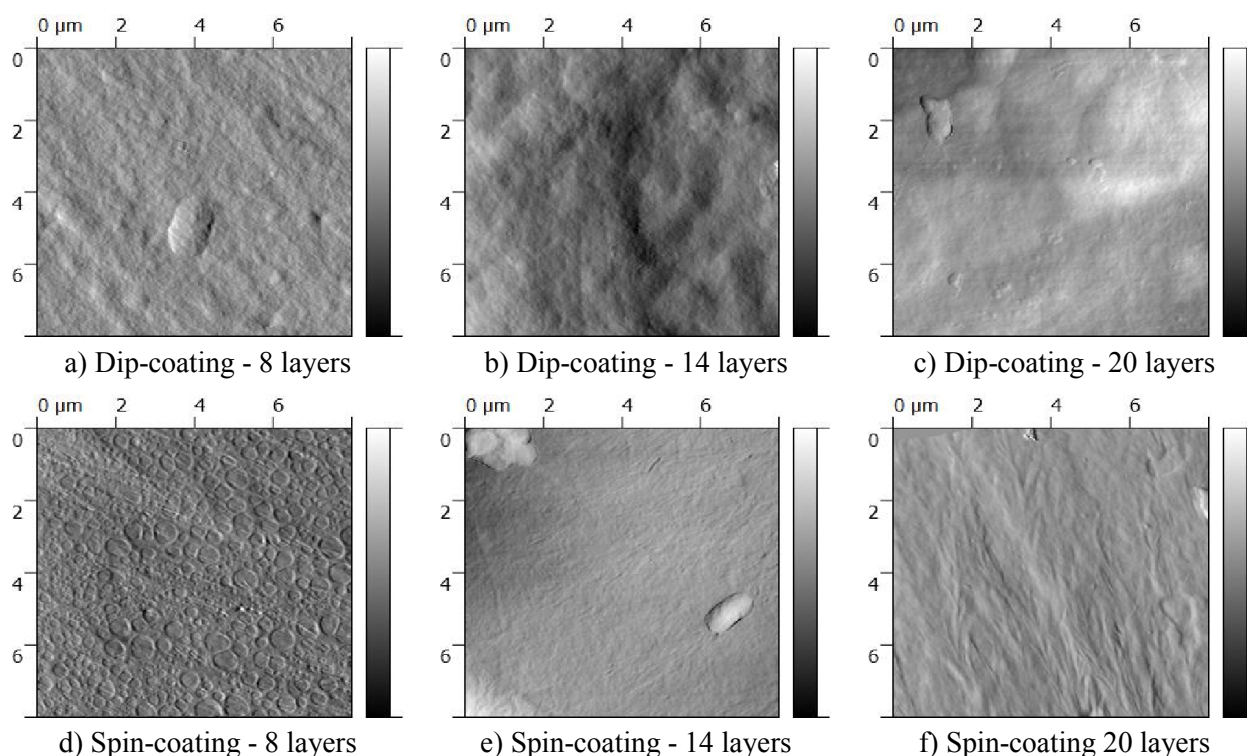 0 µm 2 4 6
0
2
4
6
a) Dip-coating - 8 layers
0 µm 2 4 6
0
2
4
6
b) Dip-coating - 14 layers
0 µm 2 4 6
0
2
4
6
c) Dip-coating - 20 layers
0 µm 2 4 6
0
2
4
6
d) Spin-coating - 8 layers
0 µm 2 4 6
0
2
4
6
e) Spin-coating - 14 layers
0 µm 2 4 6
0
2
4
6
f) Spin-coating 20 layers